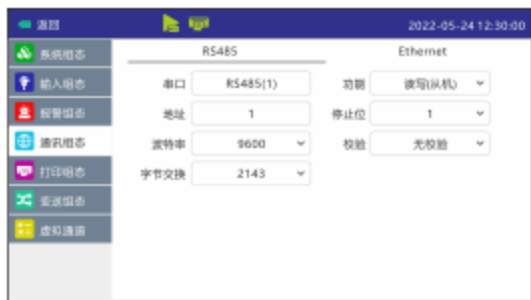 返回 2022-05-24 12:30:00
系统组态
输入组态
报警组态
通讯组态
打印组态
变送组态
虚拟通道
RS485 Ethernet
串口 RS485(1) 功能 读写(从机)
地址 1 停止位 1
波特率 9600 校验 无校验
字节交换 2143